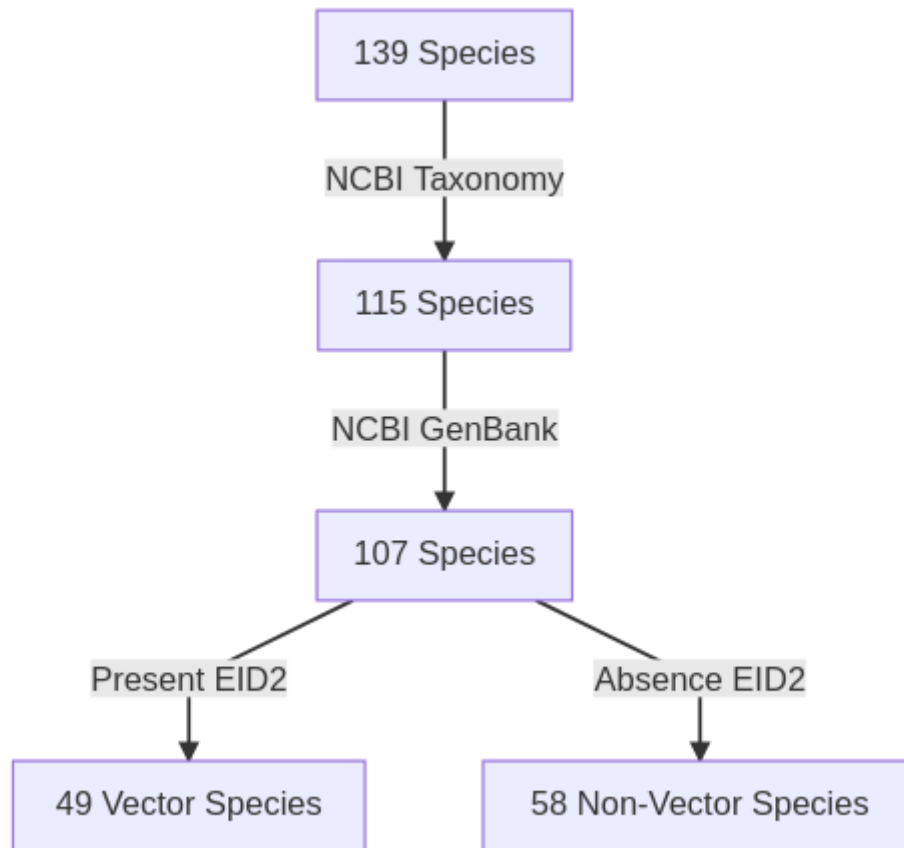 139 Species
NCBI Taxonomy
115 Species
NCBI GenBank
107 Species
Present EID2
Absence EID2
49 Vector Species
58 Non-Vector Species